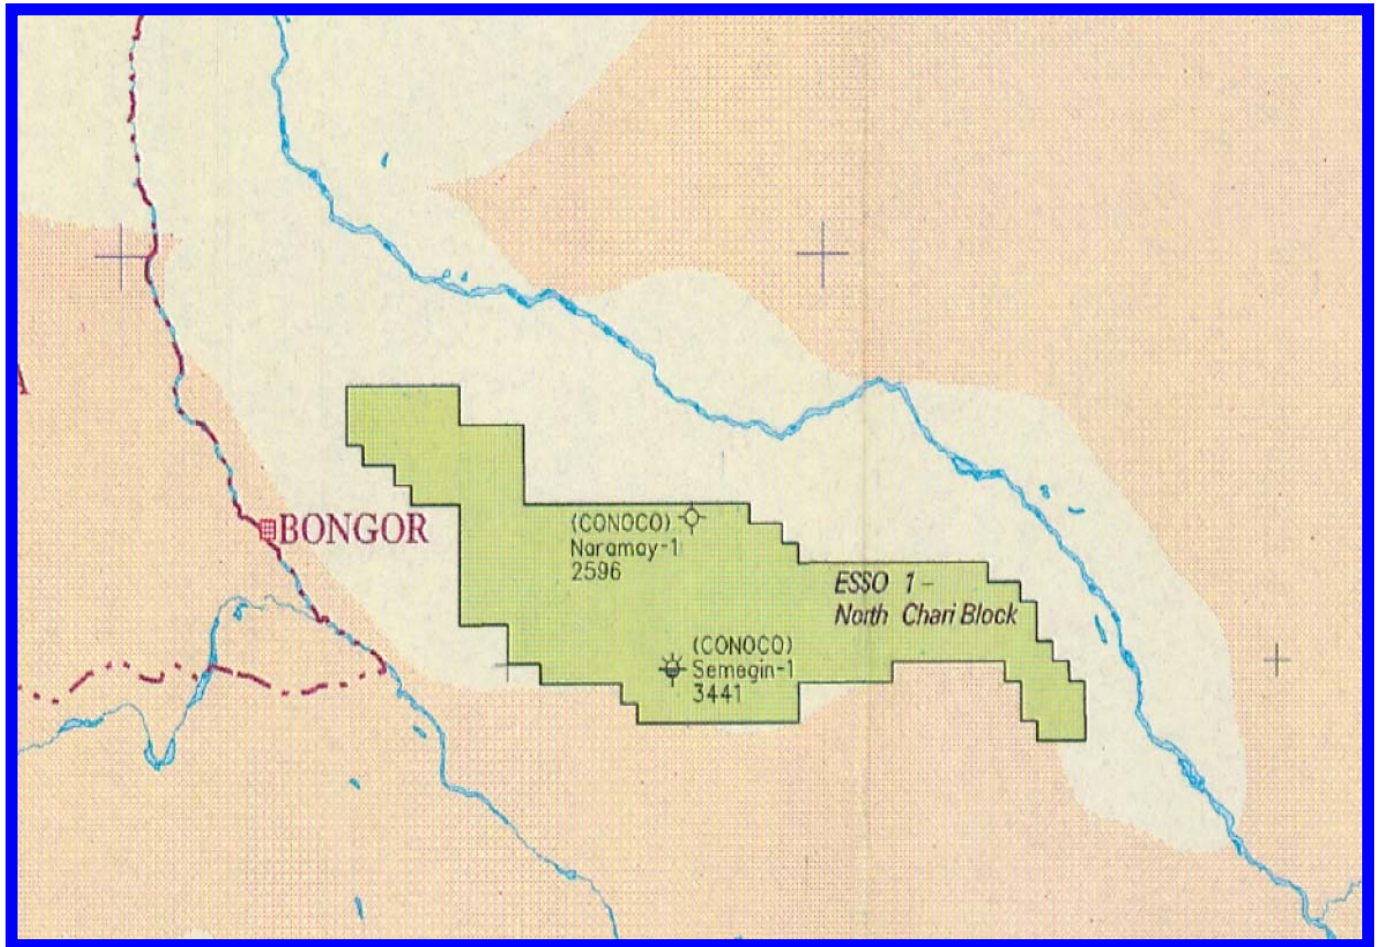 A
BONGOR
(CONOCO)
Naramay-1
2596
ESSO 1-
North Chari Block
(CONOCO)
Semegin-1
3441